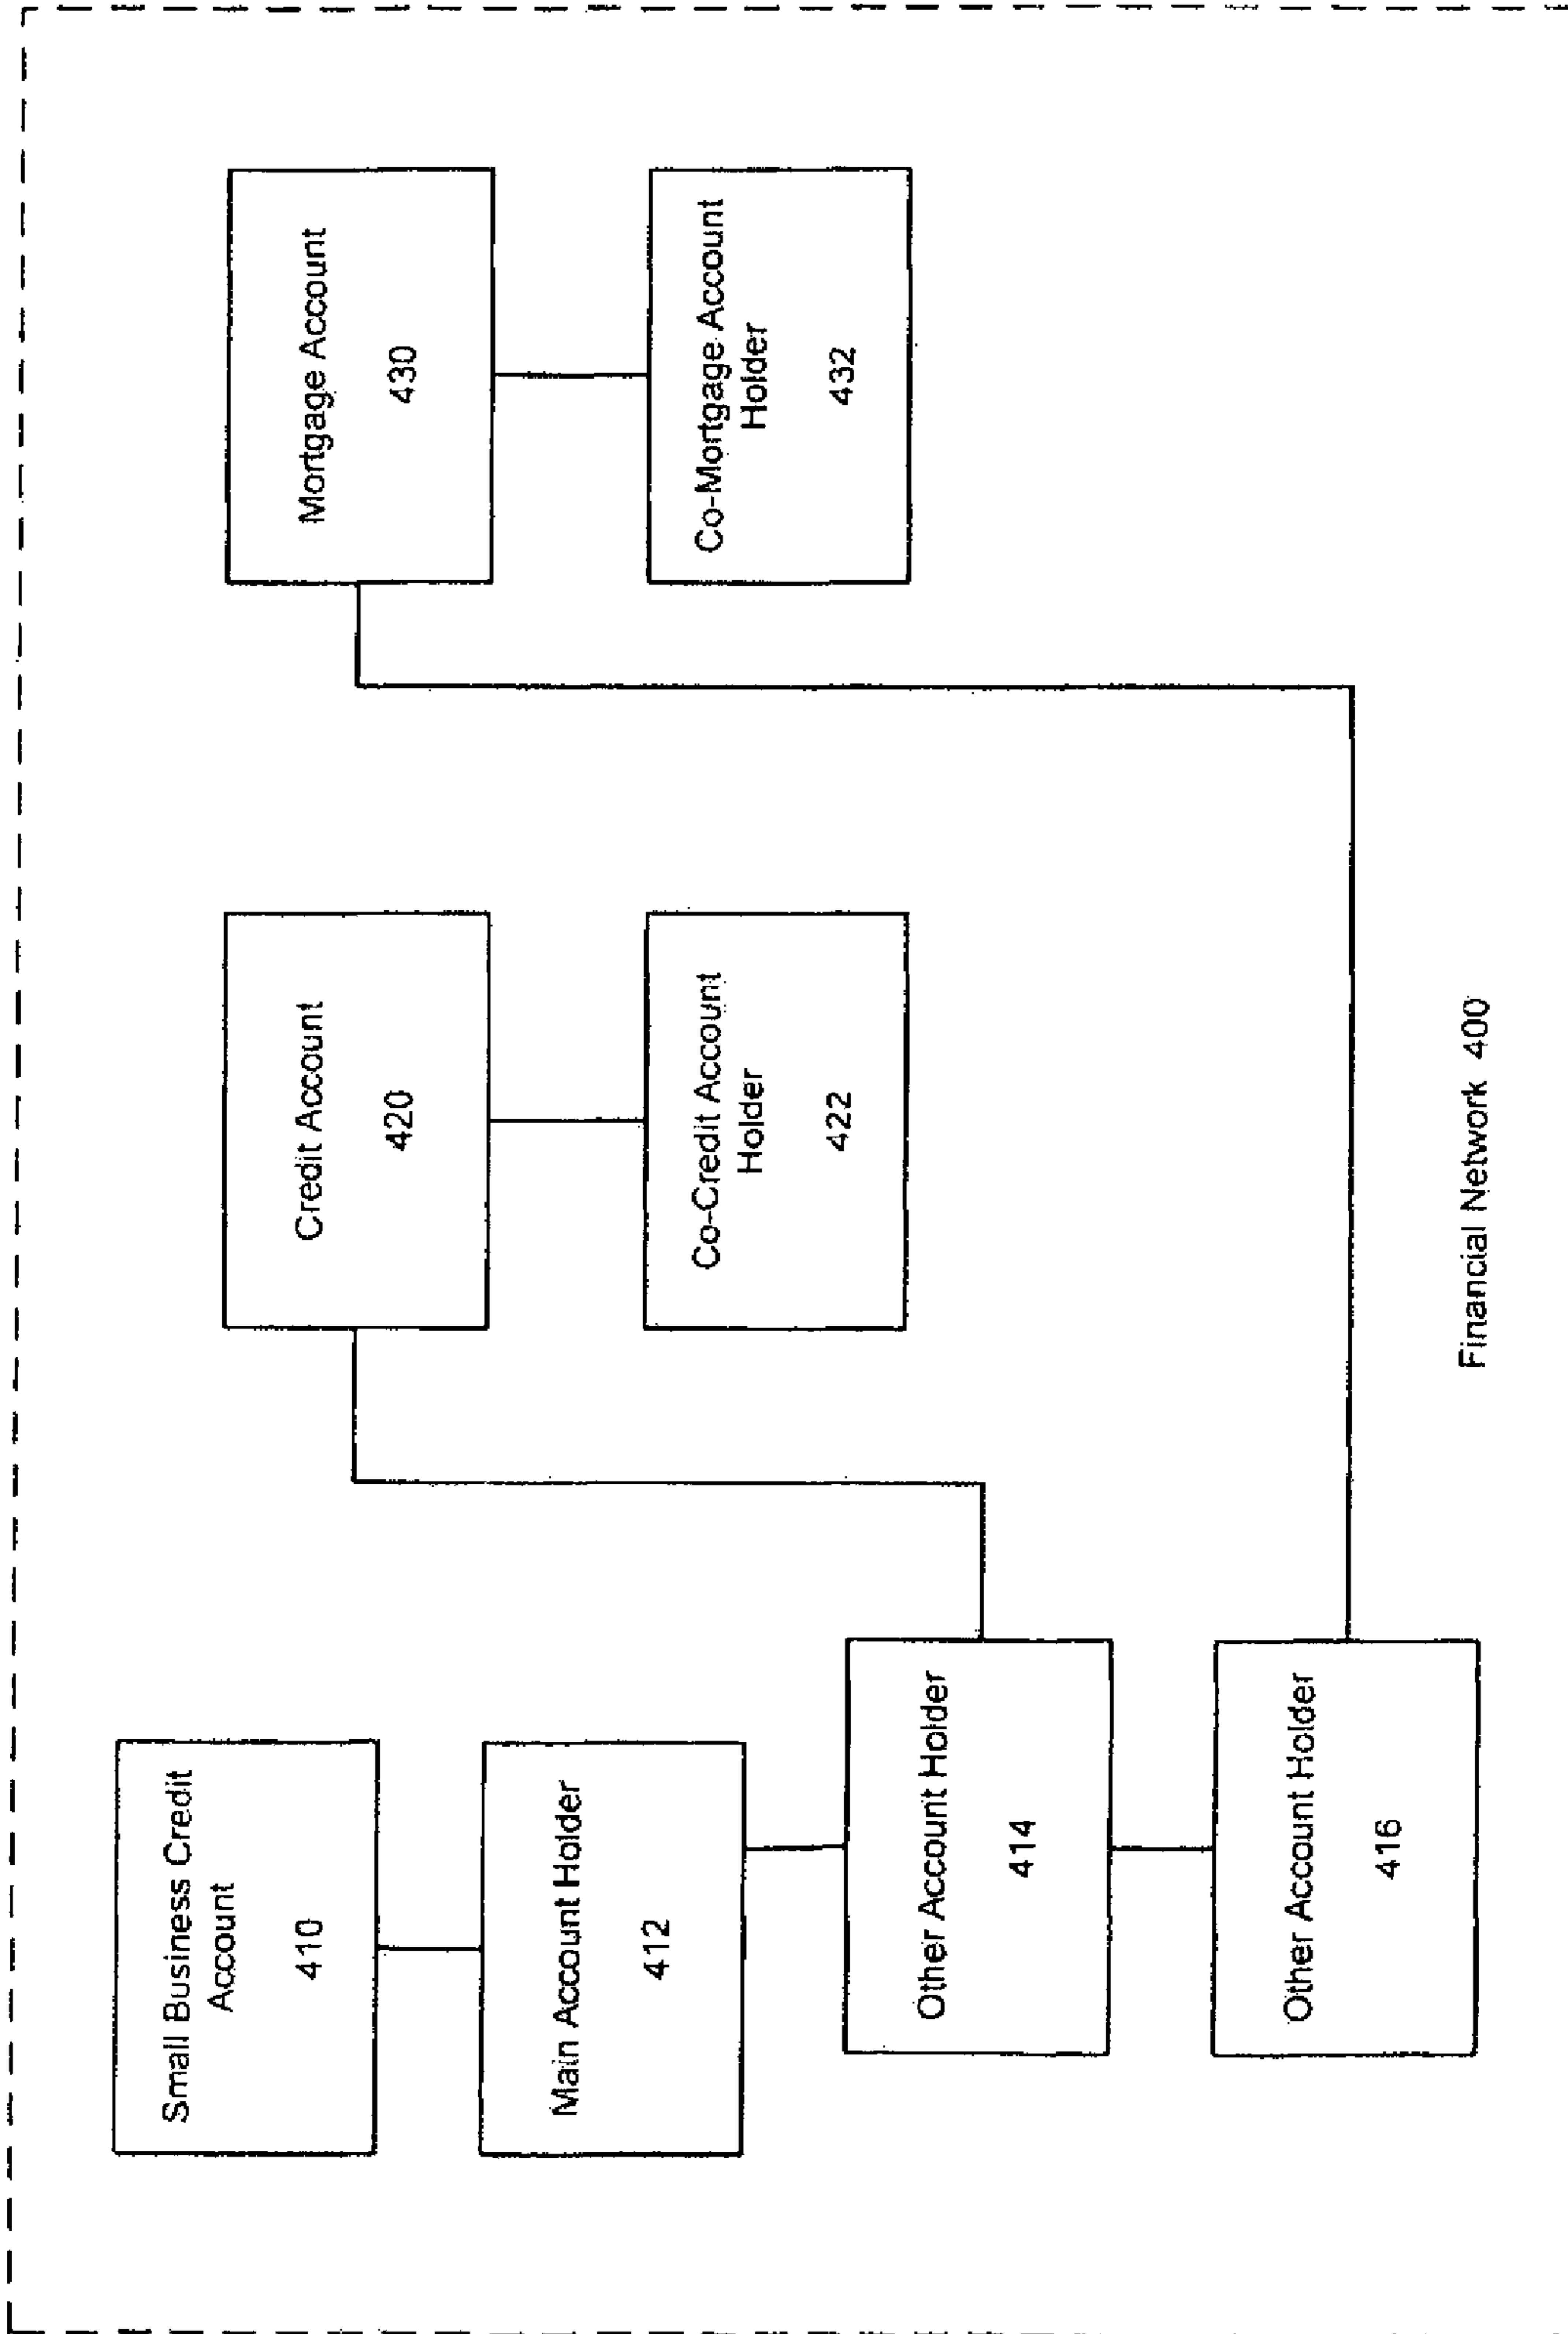 Small Business Credit
Account
410
Main Account Holder
412
Other Account Holder
414
Other Account Holder
416
Credit Account
420
Co-Credit Account
Holder
422
Mortgage Account
430
Co-Mortgage Account
Holder
432
Financial Network 400